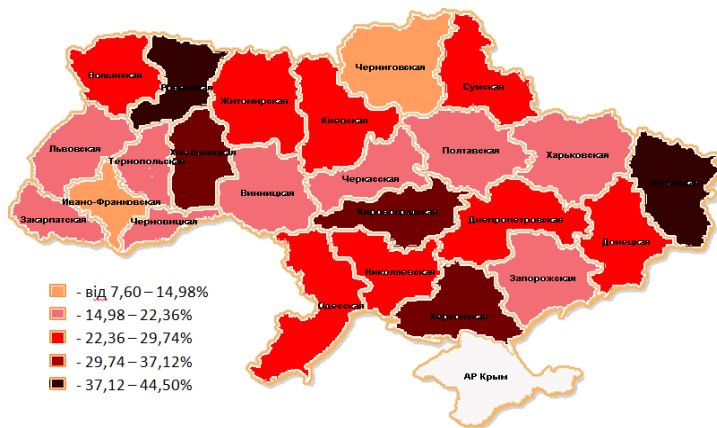 Черниговская
Волынская
Ровенская
Сумская
Житомирская
Киевская
Львовская
Тернопольская
Хмельницкая
Полтавская
Харьковская
Луганская
Черкасская
Винницкая
Ивано-Франковская
Закарпатская
Черновицкая
Кировоградская
Днепропетровская
Донецкая
Николаевская
Запорожская
Одесская
Херсонская
АР Крым
- від 7,60 – 14,98%
- 14,98 – 22,36%
- 22,36 – 29,74%
- 29,74 – 37,12%
- 37,12 – 44,50%